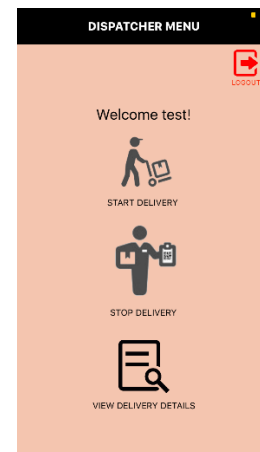 DISPATCHER MENU
LOGOUT
Welcome test!
START DELIVERY
STOP DELIVERY
VIEW DELIVERY DETAILS